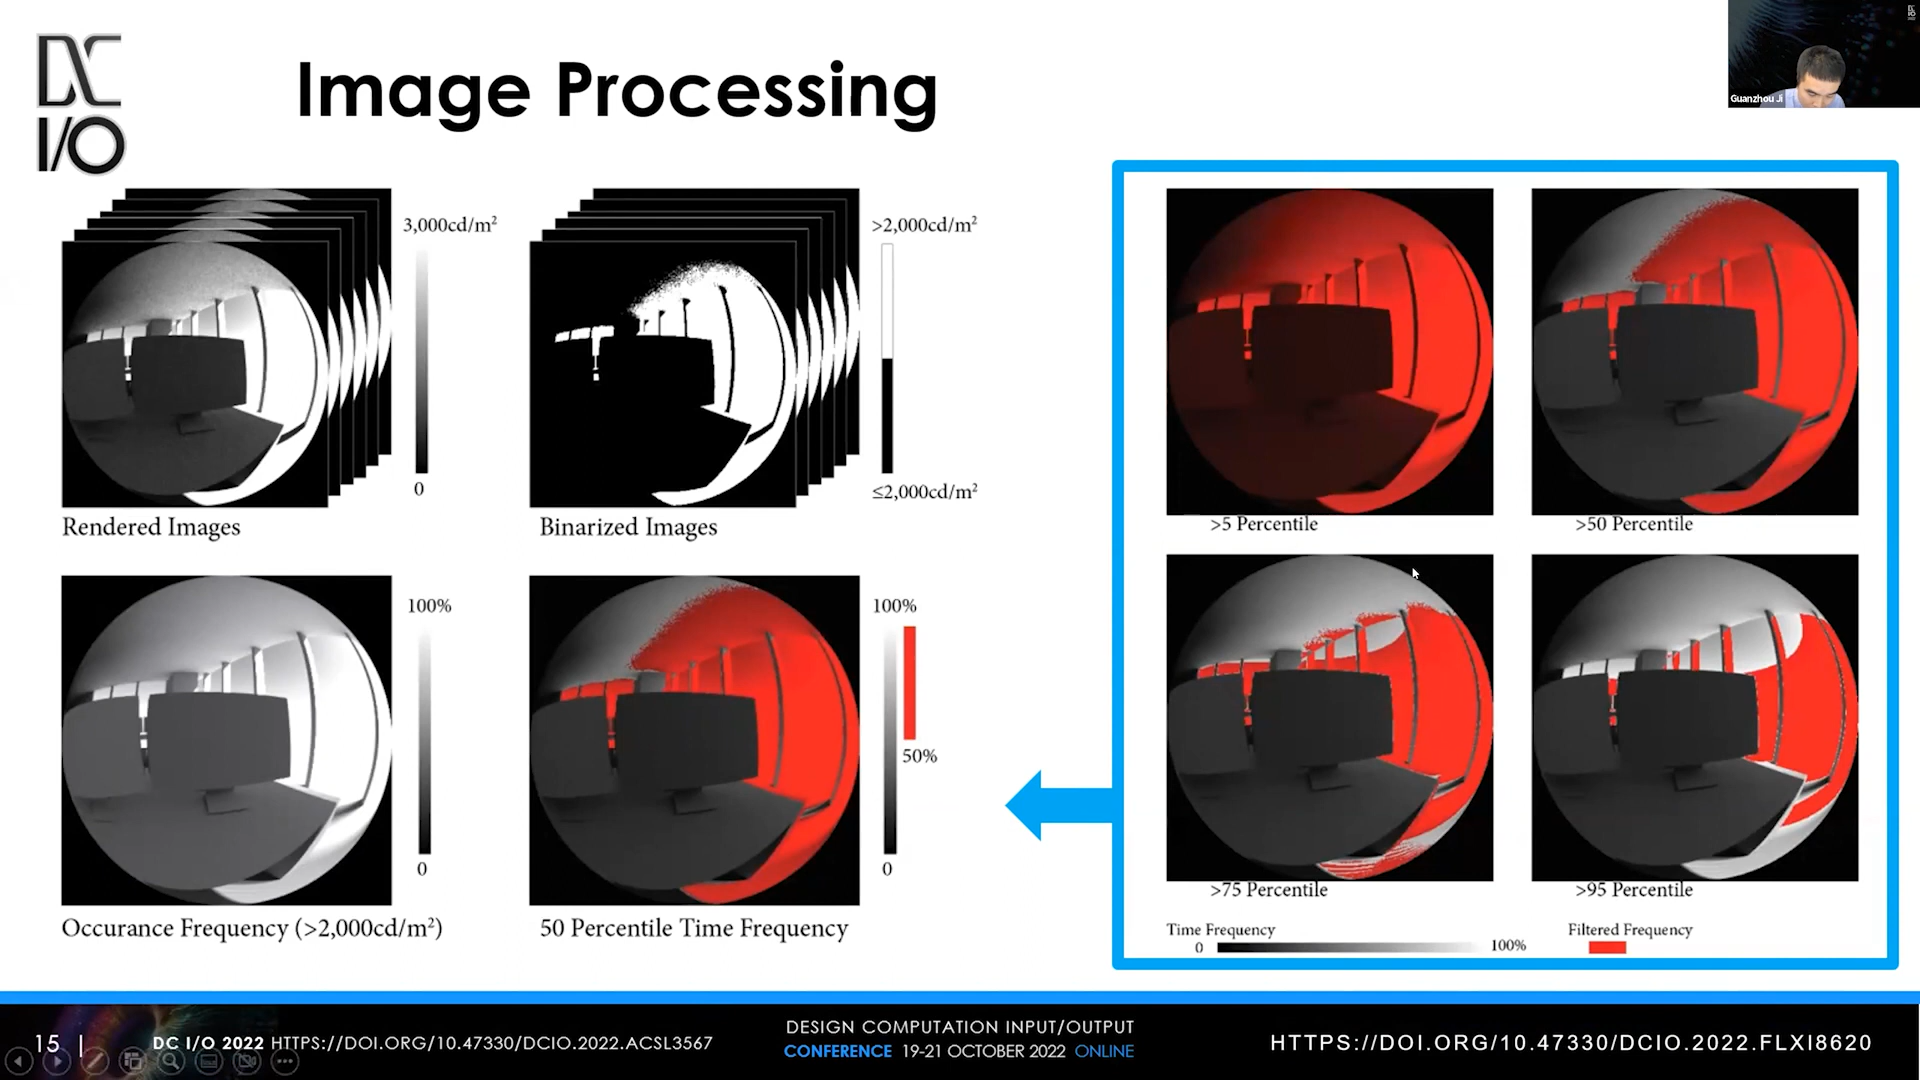 DC
I/O
Image Processing
Guanzhou Ji
3,000cd/m²
0
Rendered Images
>2,000cd/m²
≤2,000cd/m²
Binarized Images
100%
0
Occurance Frequency (>2,000cd/m²)
100%
50%
0
50 Percentile Time Frequency
>5 Percentile
>50 Percentile
>75 Percentile
>95 Percentile
Time Frequency
0 100%
Filtered Frequency
15 |
DC I/O 2022 HTTPS://DOI.ORG/10.47330/DCIO.2022.ACSL3567
DESIGN COMPUTATION INPUT/OUTPUT
CONFERENCE 19-21 OCTOBER 2022 ONLINE
HTTPS://DOI.ORG/10.47330/DCIO.2022.FLXI8620